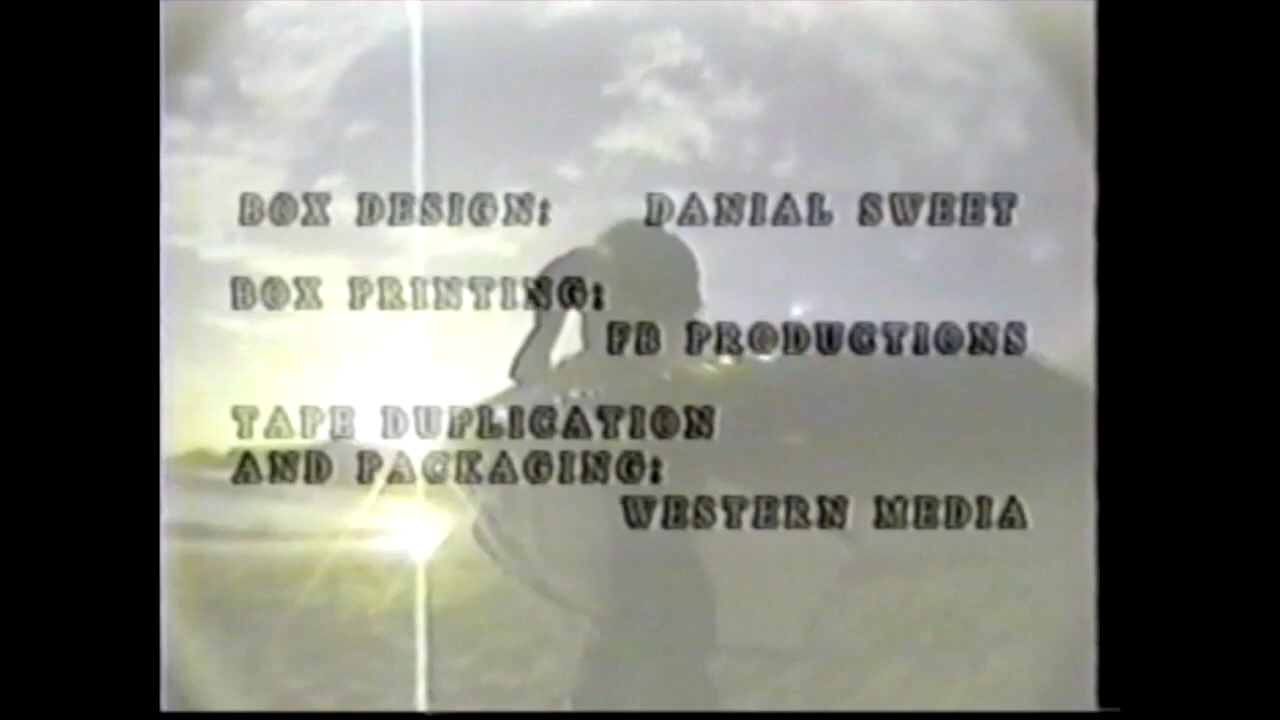 BOX DESIGN: DANIAL SWEET
BOX PRINTING:
FB PRODUCTIONS
TAPE DUPLICATION
AND PACKAGING:
WESTERN MEDIA